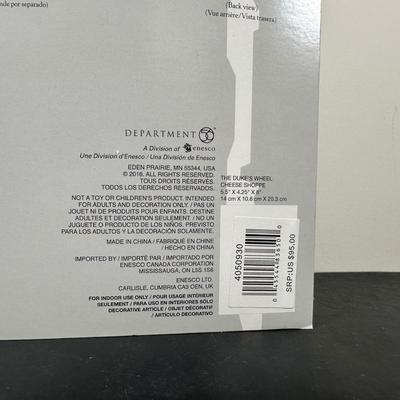 nde por separado)
(Back view)
(Vue arrière/Vista trasera)
DEPARTMENT 56
A Division of enesco
Une Division d'Enesco / Una División de Enesco
EDEN PRAIRIE, MN 55344, USA
© 2016. ALL RIGHTS RESERVED.
TOUS DROITS RÉSERVÉS.
TODOS LOS DERECHOS RESERVADOS.
NOT A TOY OR CHILDREN'S PRODUCT. INTENDED
FOR ADULTS AND DECORATION ONLY. / PAS UN
JOUET NI DE PRODUITS POUR ENFANTS. DESTINÉ
AUX ADULTES ET DÉCORATION SEULEMENT. / NO UN
JUGUETE O PRODUCTO DE LOS NIÑOS. PREVISTO
PARA LOS ADULTOS Y LA DECORACIÓN SOLAMENTE.
MADE IN CHINA / FABRIQUÉ EN CHINE
/ HECHO EN CHINA
IMPORTED BY / IMPORTÉ PAR / IMPORTADO POR
ENESCO CANADA CORPORATION
MISSISSAUGA, ON L5S 1S6
ENESCO LTD.
CARLISLE, CUMBRIA CA3 0EN, UK
FOR INDOOR USE ONLY / POUR USAGE INTÉRIEUR
SEULEMENT / PARA USO EN INTERIORES SÓLO
DECORATIVE ARTICLE / OBJET DÉCORATIF
/ ARTÍCULO DECORATIVO
THE DUKE'S WHEEL
CHEESE SHOPPE
5.5" X 4.25" X 8"
14 cm X 10.8 cm X 20.3 cm
4050930
SRP:US $95.00